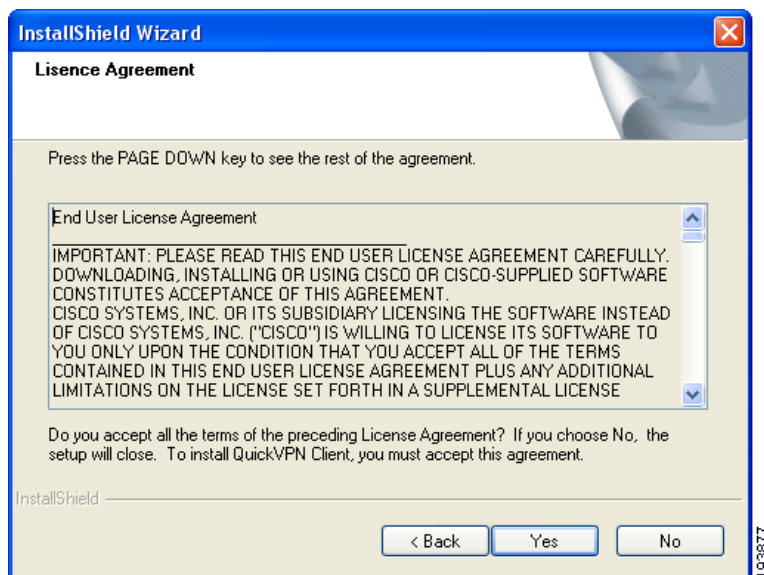 InstallShield Wizard
Lisence Agreement
Press the PAGE DOWN key to see the rest of the agreement.
End User License Agreement
IMPORTANT: PLEASE READ THIS END USER LICENSE AGREEMENT CAREFULLY.
DOWNLOADING, INSTALLING OR USING CISCO OR CISCO-SUPPLIED SOFTWARE
CONSTITUTES ACCEPTANCE OF THIS AGREEMENT.
CISCO SYSTEMS, INC. OR ITS SUBSIDIARY LICENSING THE SOFTWARE INSTEAD
OF CISCO SYSTEMS, INC. ("CISCO") IS WILLING TO LICENSE ITS SOFTWARE TO
YOU ONLY UPON THE CONDITION THAT YOU ACCEPT ALL OF THE TERMS
CONTAINED IN THIS END USER LICENSE AGREEMENT PLUS ANY ADDITIONAL
LIMITATIONS ON THE LICENSE SET FORTH IN A SUPPLEMENTAL LICENSE
Do you accept all the terms of the preceding License Agreement? If you choose No, the
setup will close. To install QuickVPN Client, you must accept this agreement.
InstallShield
< Back Yes No
193877